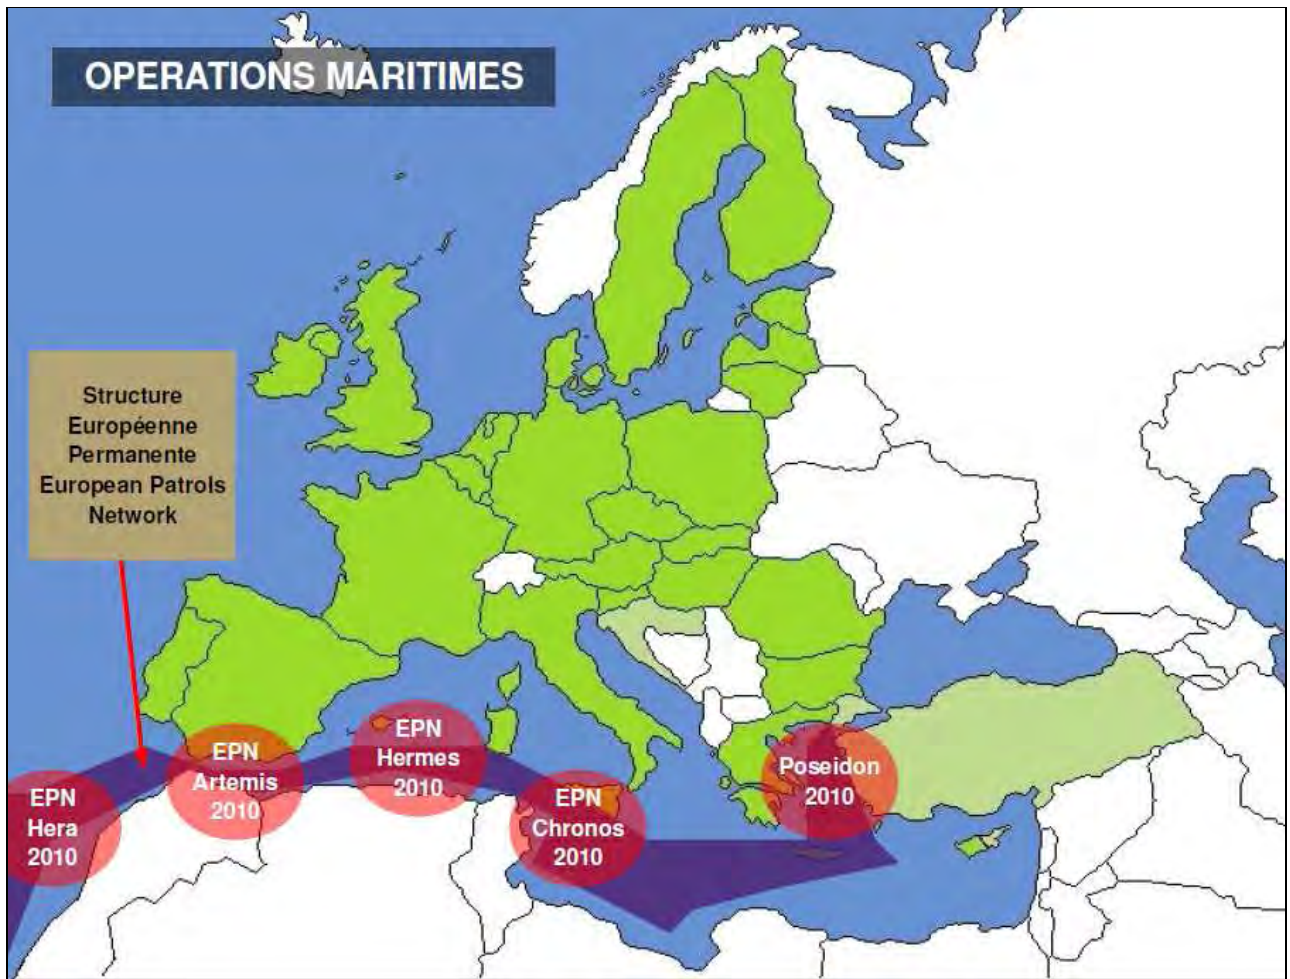 OPERATIONS MARITIMES
Structure
Européenne
Permanente
European Patrols
Network
EPN
Hera
2010
EPN
Artemis
2010
EPN
Hermes
2010
EPN
Chronos
2010
Poseidon
2010